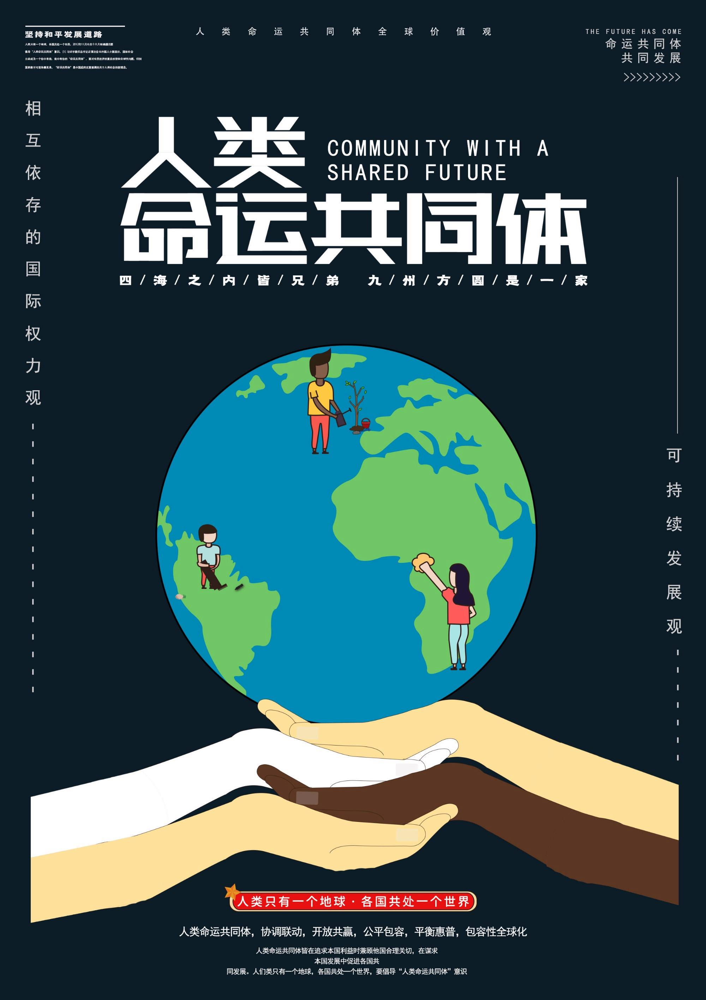 坚持和平发展道路
人类只有一个地球，各国共处一个世界。2012年11月中共十八大明确提出要
倡导“人类命运共同体”意识。[1] 习近平就任总书记后首次会见外国人士就表示，国际社会
日益成为一个你中有我、我中有你的“命运共同体”，面对世界经济的复杂形势和全球性问题，任何
国家都不可能独善其身。“命运共同体”是中国政府反复强调的关于人类社会的新理念。
人类命运共同体全球价值观
THE FUTURE HAS COME
命运共同体
共同发展
>>>>>>>>>
相互依存的国际权力观
人类
COMMUNITY WITH A
SHARED FUTURE
命运共同体
四/海/之/内/皆/兄/弟 九/州/方/圆/是/一/家
可持续发展观
人类只有一个地球·各国共处一个世界
人类命运共同体，协调联动，开放共赢，公平包容，平衡惠普，包容性全球化
人类命运共同体皆在追求本国利益时兼顾他国合理关切，在谋求
本国发展中促进各国共
同发展。人们类只有一个地球，各国共处一个世界，要倡导“人类命运共同体”意识